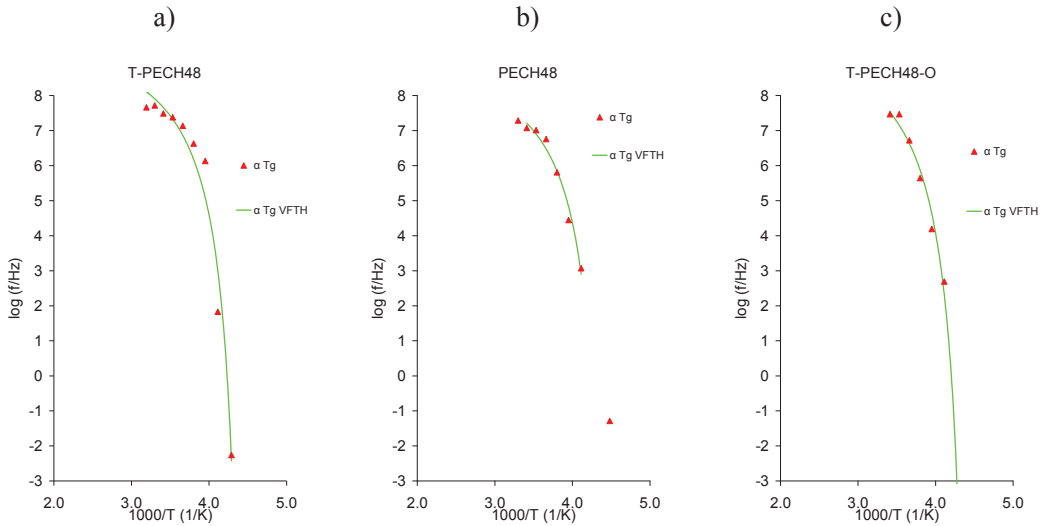 a)
T-PECH48
8
7
6
5
4
3
2
1
0
-1
-2
-3
log (f/Hz)
2.0 3.0 4.0 5.0
1000/T (1/K)
α Tg
α Tg VFTH
b)
PECH48
8
7
6
5
4
3
2
1
0
-1
-2
-3
log (f/Hz)
2.0 3.0 4.0 5.0
1000/T (1/K)
α Tg
α Tg VFTH
c)
T-PECH48-O
8
7
6
5
4
3
2
1
0
-1
-2
-3
log (f/Hz)
2.0 3.0 4.0 5.0
1000/T (1/K)
α Tg
α Tg VFTH